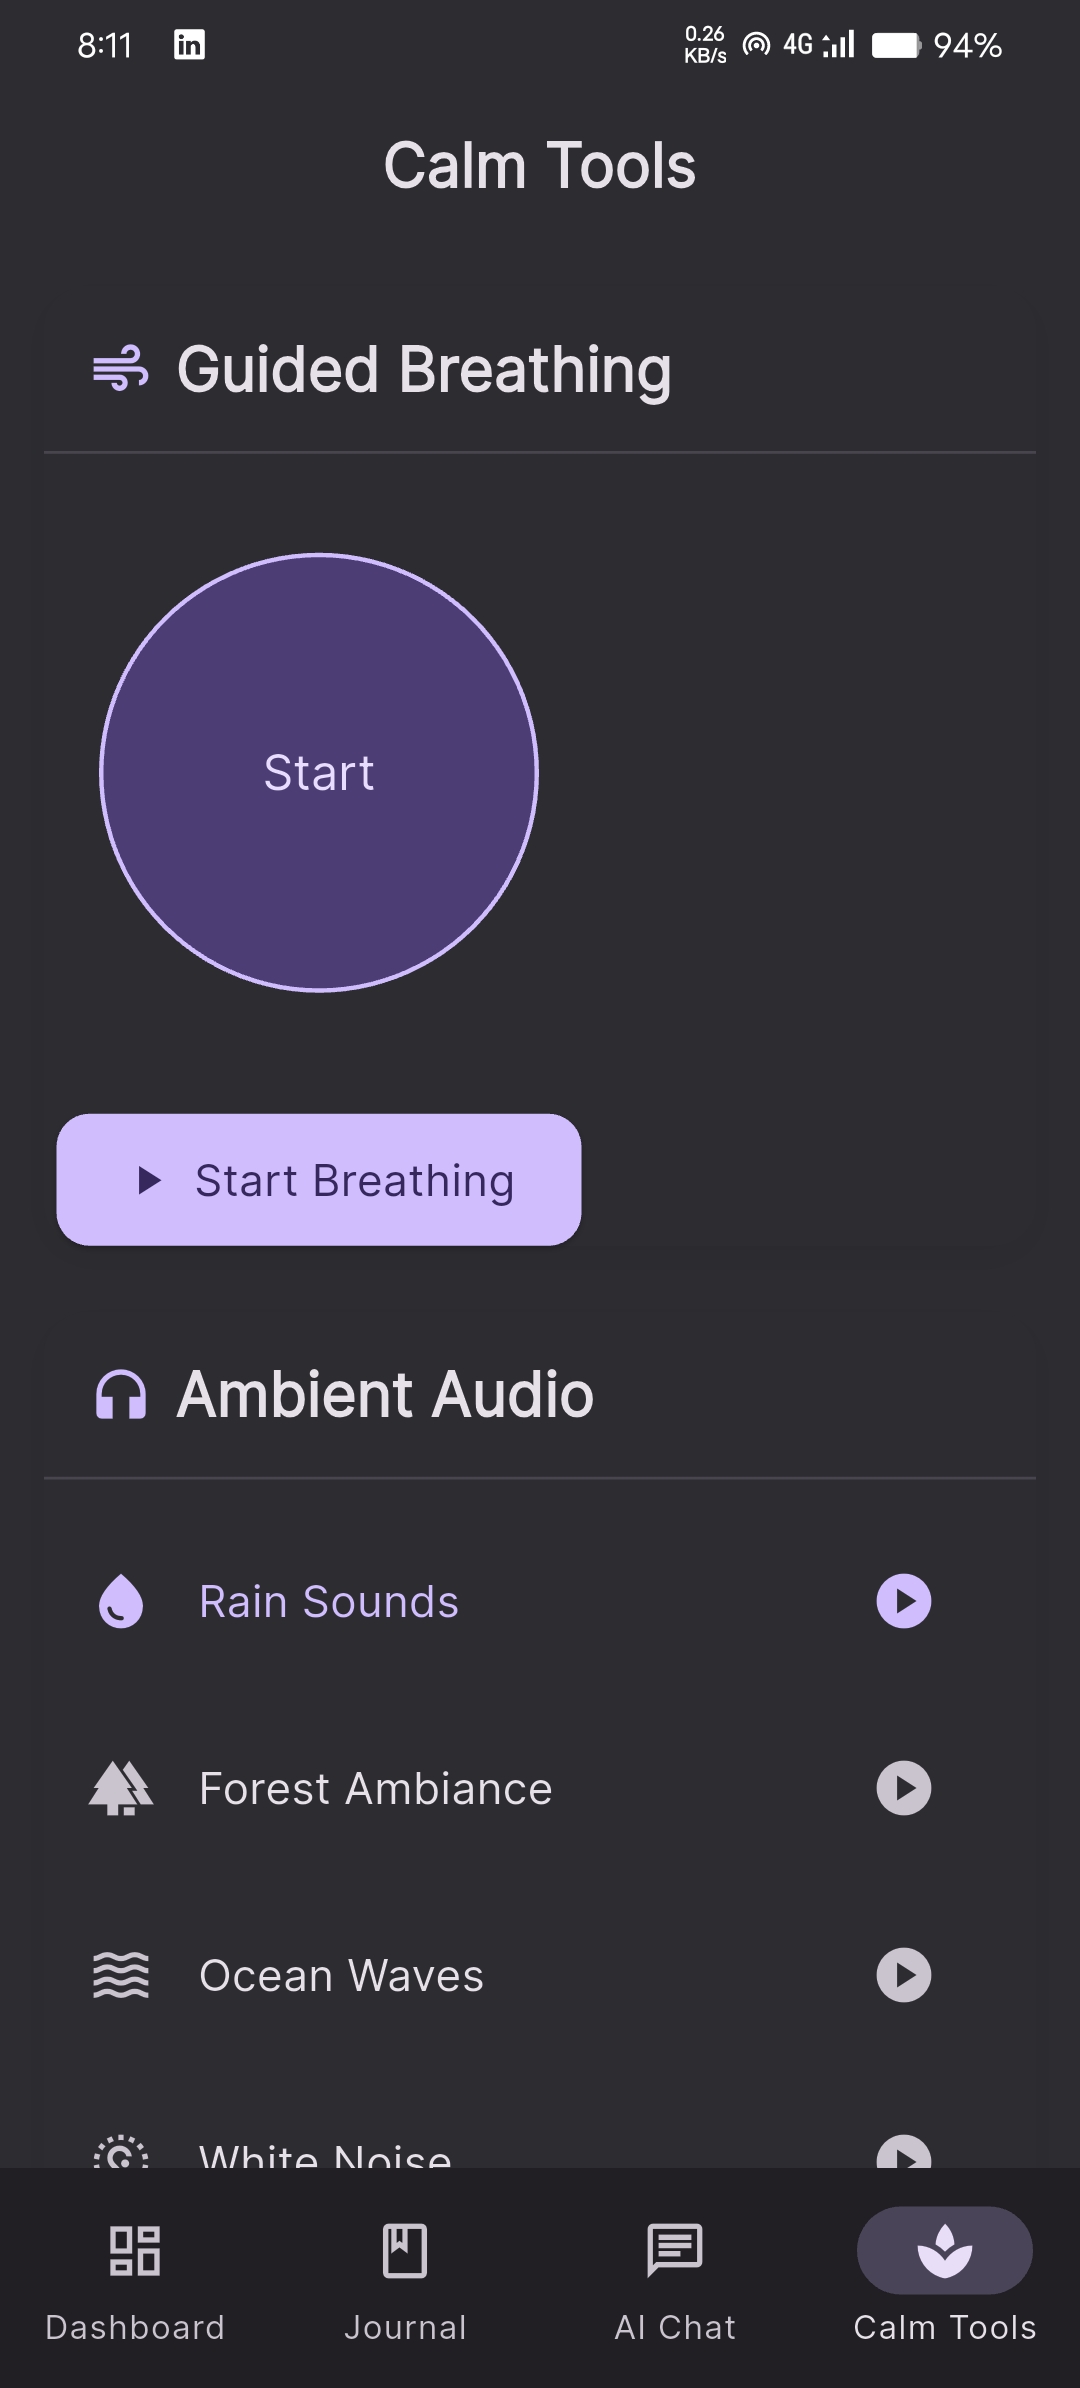 8:11
0.26
KB/s
4G
94%
Calm Tools
Guided Breathing
Start
Start Breathing
Ambient Audio
Rain Sounds
Forest Ambiance
Ocean Waves
White Noise
Dashboard
Journal
AI Chat
Calm Tools